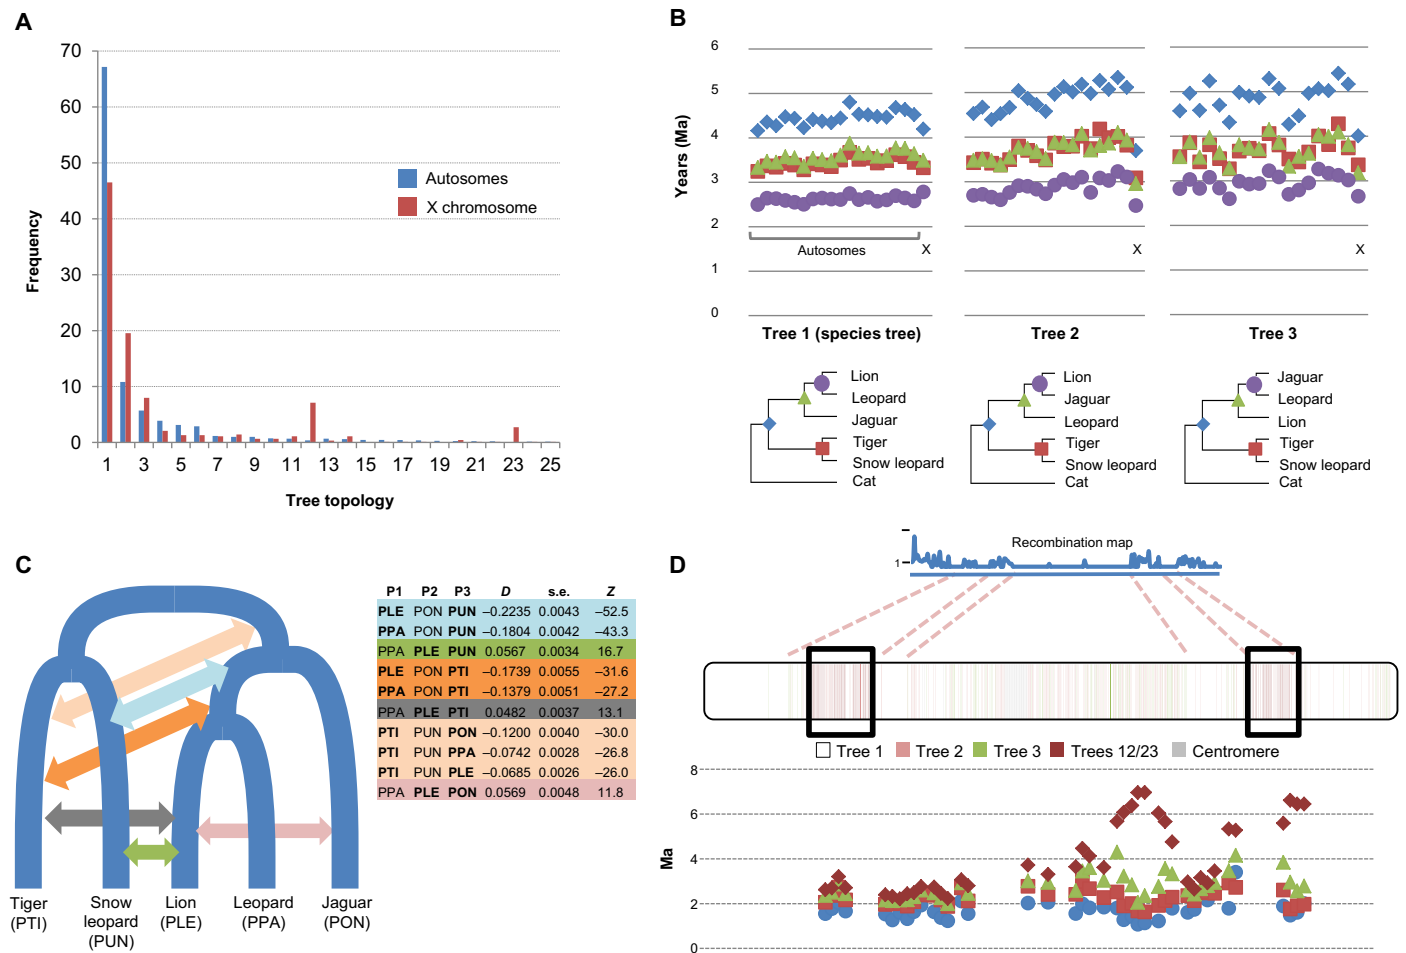 A
70
60
50
40
30
20
10
0
Frequency
Autosomes
X chromosome
1 3 5 7 9 11 13 15 17 19 21 23 25
Tree topology
B
6
5
4
3
2
1
0
Years (Ma)
Autosomes X
X
X
Tree 1 (species tree)
Tree 2
Tree 3
Lion
Leopard
Jaguar
Tiger
Snow leopard
Cat
Lion
Jaguar
Leopard
Tiger
Snow leopard
Cat
Jaguar
Leopard
Lion
Tiger
Snow leopard
Cat
C
Tiger
(PTI)
Snow
leopard
(PUN)
Lion
(PLE)
Leopard
(PPA)
Jaguar
(PON)
P1 P2 P3 D s.e. Z
PLE PON PUN –0.2235 0.0043 –52.5
PPA PON PUN –0.1804 0.0042 –43.3
PPA PLE PUN 0.0567 0.0034 16.7
PLE PON PTI –0.1739 0.0055 –31.6
PPA PON PTI –0.1379 0.0051 –27.2
PPA PLE PTI 0.0482 0.0037 13.1
PTI PUN PON –0.1200 0.0040 –30.0
PTI PUN PPA –0.0742 0.0028 –26.8
PTI PUN PLE –0.0685 0.0026 –26.0
PPA PLE PON 0.0569 0.0048 11.8
D
Recombination map
1
Tree 1 Tree 2 Tree 3 Trees 12/23 Centromere
8
6
4
2
0
Ma